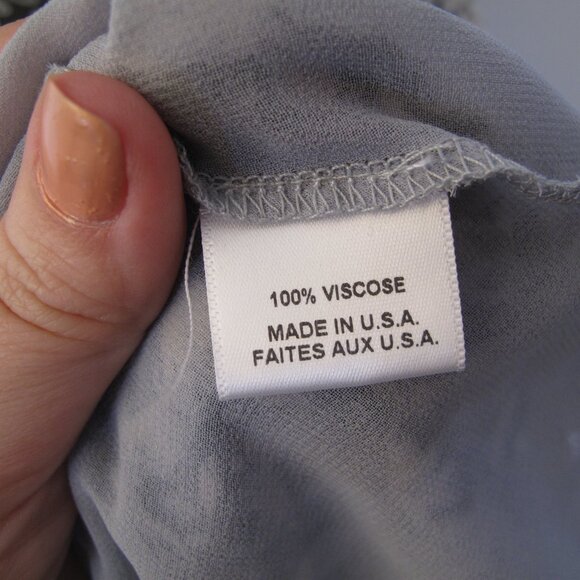 100% VISCOSE
MADE IN U.S.A.
FAITES AUX U.S.A.